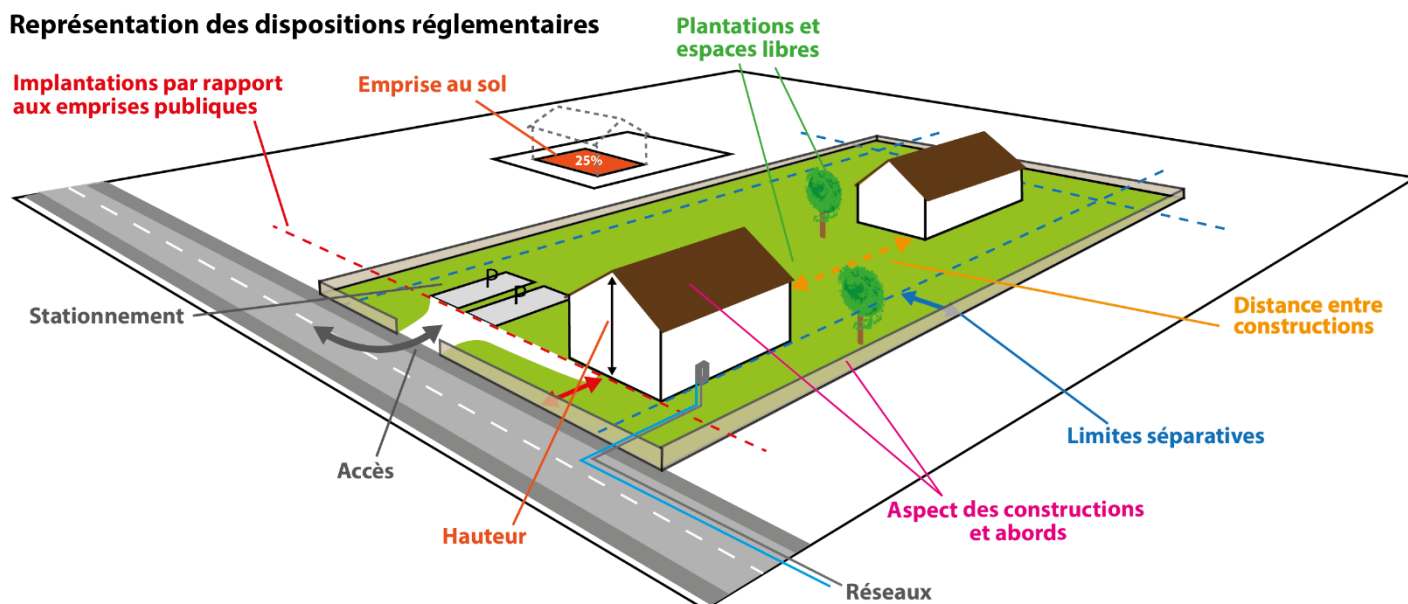 Représentation des dispositions réglementaires
Plantations et
espaces libres
Implantations par rapport
aux emprises publiques
Emprise au sol
25%
P
P
Stationnement
Distance entre
constructions
Limites séparatives
Accès
Aspect des constructions
et abords
Hauteur
Réseaux